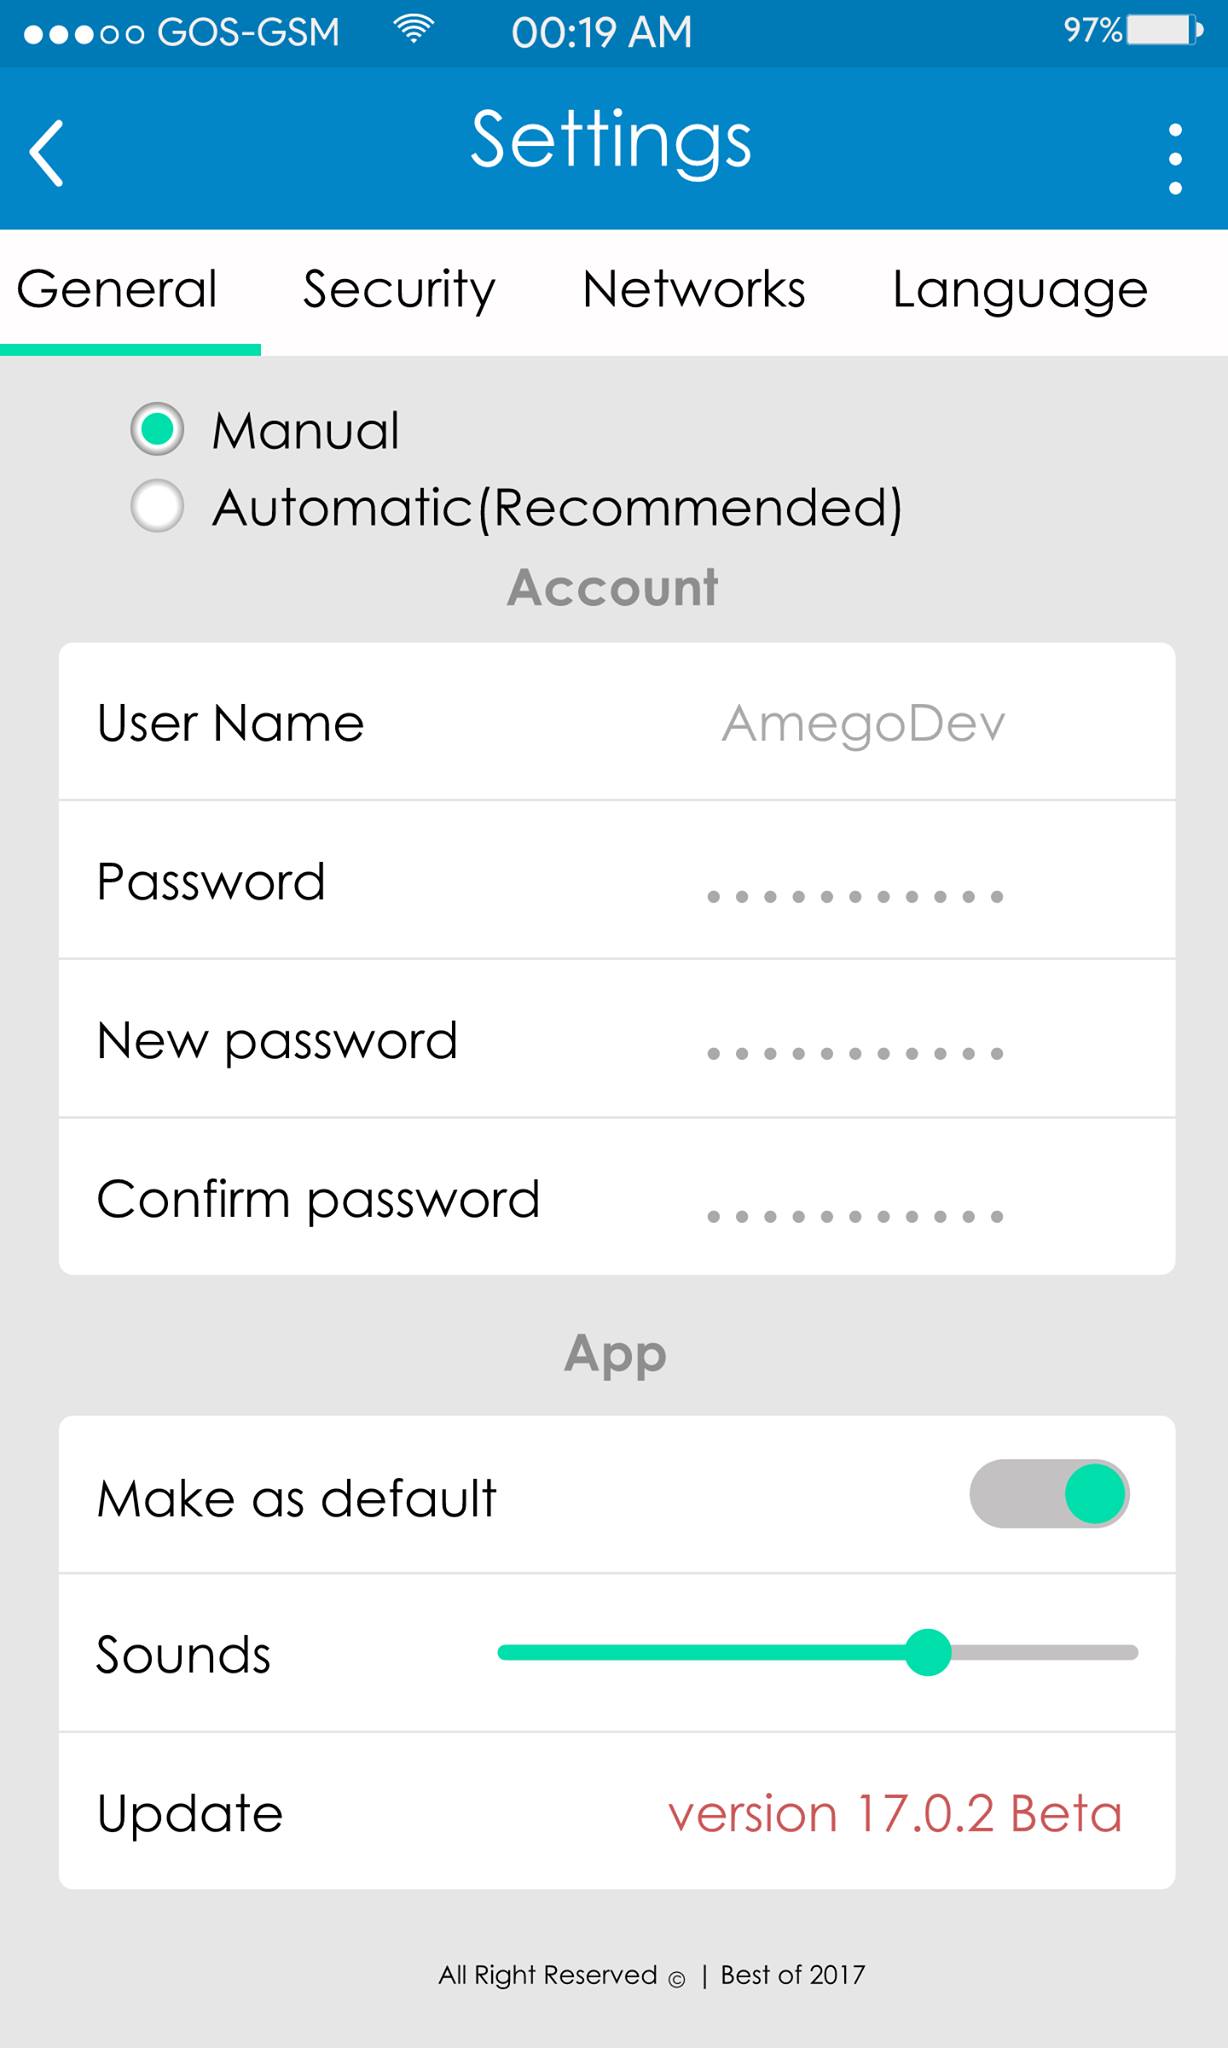 GOS-GSM 00:19 AM 97%
Settings
General Security Networks Language
Manual
Automatic(Recommended)
Account
User Name AmegoDev
Password
New password
Confirm password
App
Make as default
Sounds
Update version 17.0.2 Beta
All Right Reserved © | Best of 2017